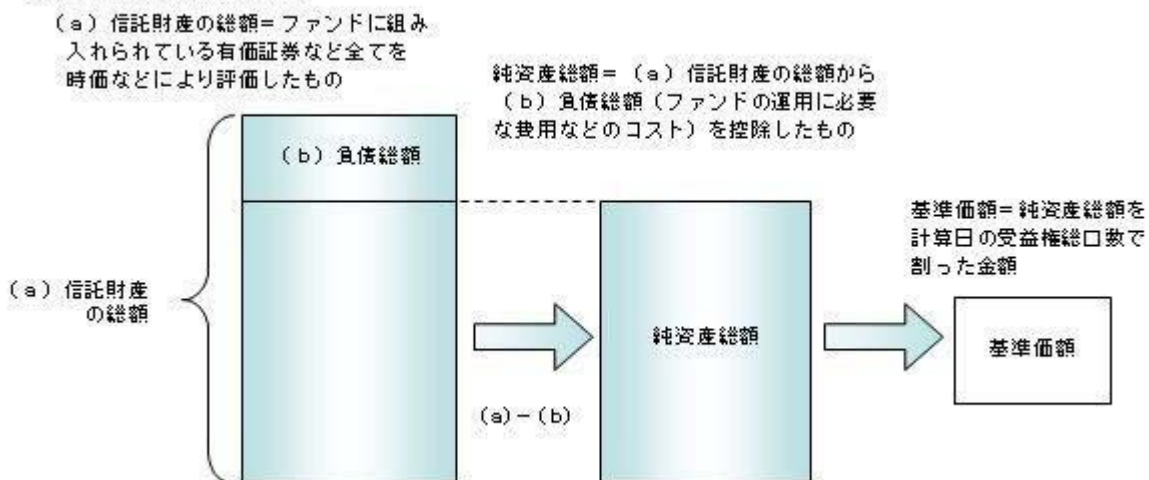 (a)信託財産の総額=ファンドに組み
入れられている有価証券など全てを
時価などにより評価したもの
純資産総額=(a)信託財産の総額から
(b)負債総額(ファンドの運用に必要
な費用などのコスト)を控除したもの
(b)負債総額
基準価額=純資産総額を
計算日の受益権総口数で
割った金額
(a)信託財産
の総額
純資産総額
基準価額
(a)-(b)